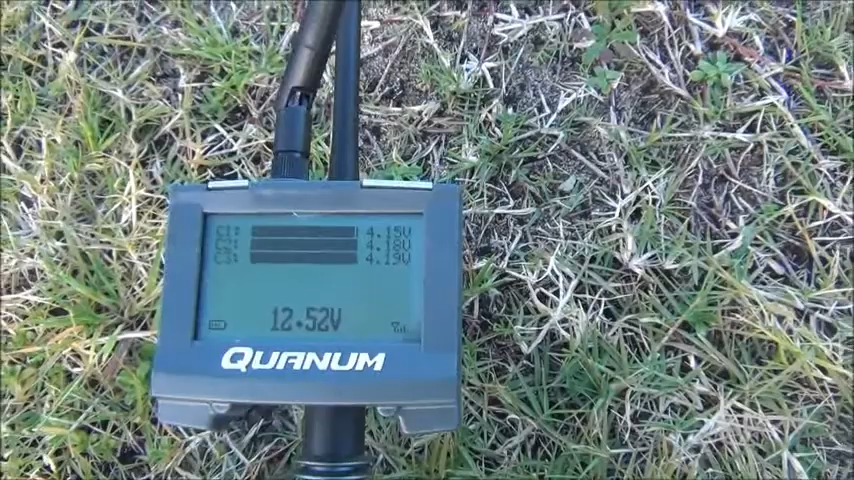 C1: 4.15V
C2: 4.18V
C3: 4.19V
12.52V
QUANUM